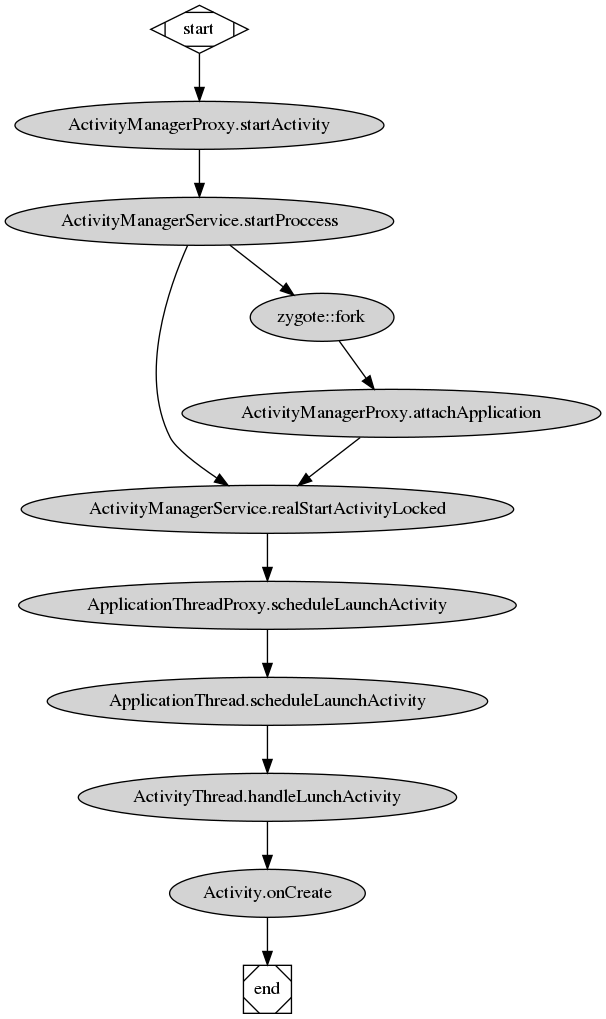 start
ActivityManagerProxy.startActivity
ActivityManagerService.startProccess
zygote::fork
ActivityManagerProxy.attachApplication
ActivityManagerService.realStartActivityLocked
ApplicationThreadProxy.scheduleLaunchActivity
ApplicationThread.scheduleLaunchActivity
ActivityThread.handleLunchActivity
Activity.onCreate
end